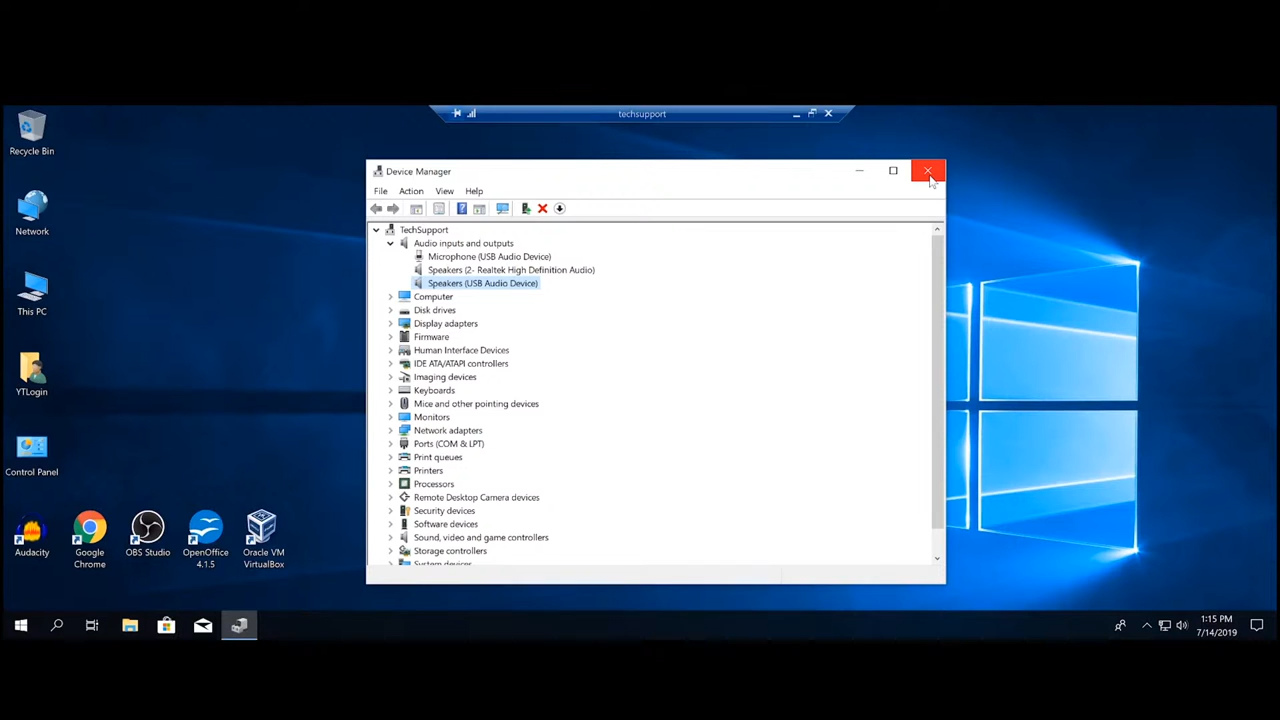 techsupport
Recycle Bin
Network
This PC
YTLogin
Control Panel
Audacity
Google
Chrome
OBS Studio
OpenOffice
4.1.5
Oracle VM
VirtualBox
Device Manager
File Action View Help
TechSupport
Audio inputs and outputs
Microphone (USB Audio Device)
Speakers (2- Realtek High Definition Audio)
Speakers (USB Audio Device)
Computer
Disk drives
Display adapters
Firmware
Human Interface Devices
IDE ATA/ATAPI controllers
Imaging devices
Keyboards
Mice and other pointing devices
Monitors
Network adapters
Ports (COM & LPT)
Print queues
Printers
Processors
Remote Desktop Camera devices
Security devices
Software devices
Sound, video and game controllers
Storage controllers
System devices
1:15 PM
7/14/2019